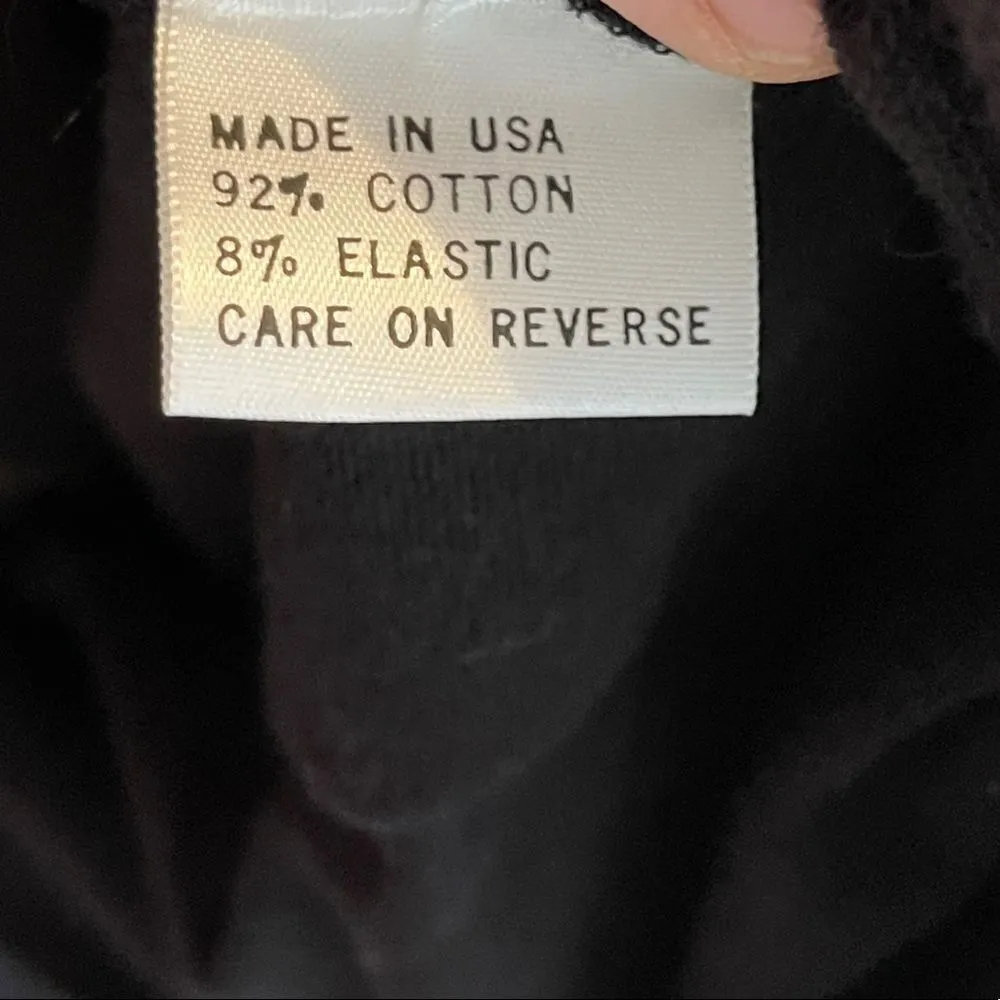 MADE IN USA
92% COTTON
8% ELASTIC
CARE ON REVERSE